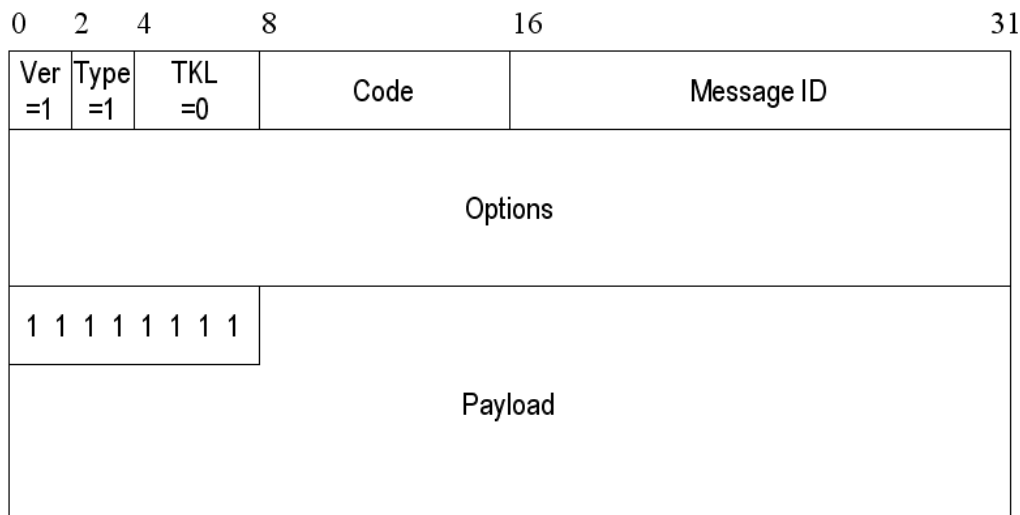 0 2 4 8 16 31
Ver Type TKL Code Message ID
=1 =1 =0
Options
1 1 1 1 1 1 1 1
Payload